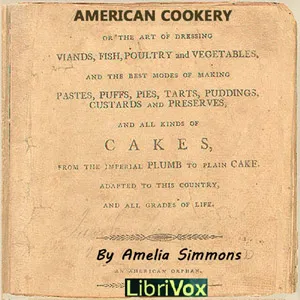 AMERICAN COOKERY
OR THE ART OF DRESSING
VIANDS, FISH, POULTRY and VEGETABLES,
AND THE BEST MODES OF MAKING
PASTES, PUFFS, PIES, TARTS, PUDDINGS,
CUSTARDS AND PRESERVES,
AND ALL KINDS OF
CAKES,
FROM THE IMPERIAL PLUMB TO PLAIN CAKE.
ADAPTED TO THIS COUNTRY,
AND ALL GRADES OF LIFE.
By Amelia Simmons
AN AMERICAN ORPHAN.
LibriVox